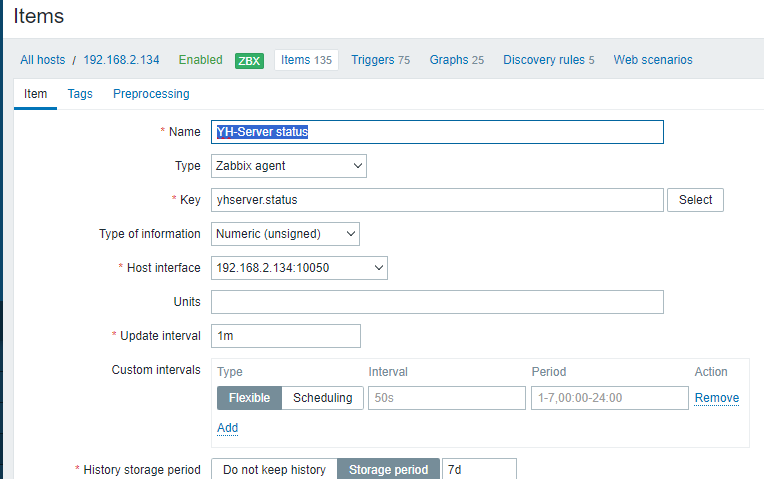 Items
All hosts / 192.168.2.134 Enabled ZBX Items 135 Triggers 75 Graphs 25 Discovery rules 5 Web scenarios
Item Tags Preprocessing
* Name YH-Server status
Type Zabbix agent
* Key yhserver.status Select
Type of information Numeric (unsigned)
* Host interface 192.168.2.134:10050
Units
* Update interval 1m
Custom intervals Type Interval Period Action
Flexible Scheduling 50s 1-7,00:00-24:00 Remove
Add
* History storage period Do not keep history Storage period 7d